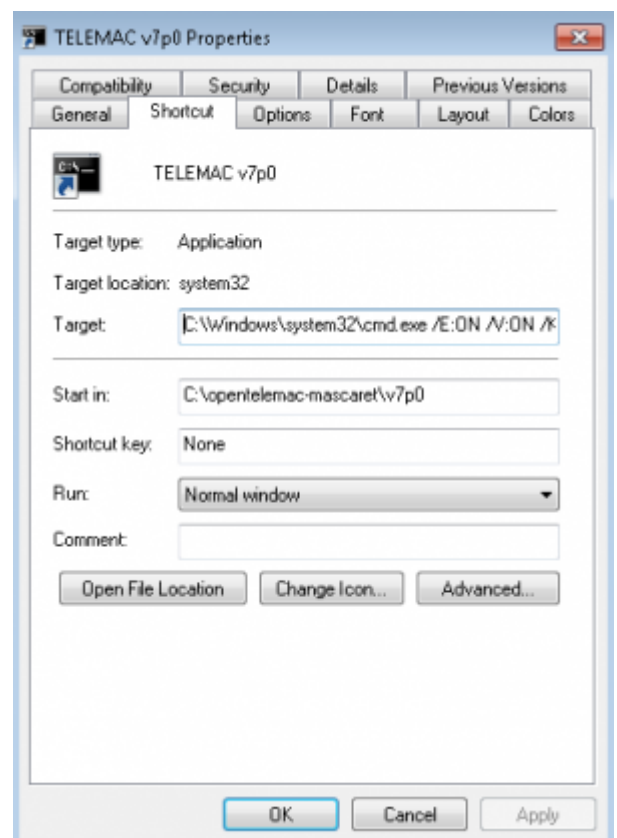 TELEMAC v7p0 Properties
Compatibility Security Details Previous Versions
General Shortcut Options Font Layout Colors
C:\
TELEMAC v7p0
Target type: Application
Target location: system32
Target: C:\Windows\system32\cmd.exe /E:ON /V:ON /K
Start in: C:\opentelemac-mascaret\v7p0
Shortcut key: None
Run: Normal window
Comment:
Open File Location Change Icon... Advanced...
OK Cancel Apply